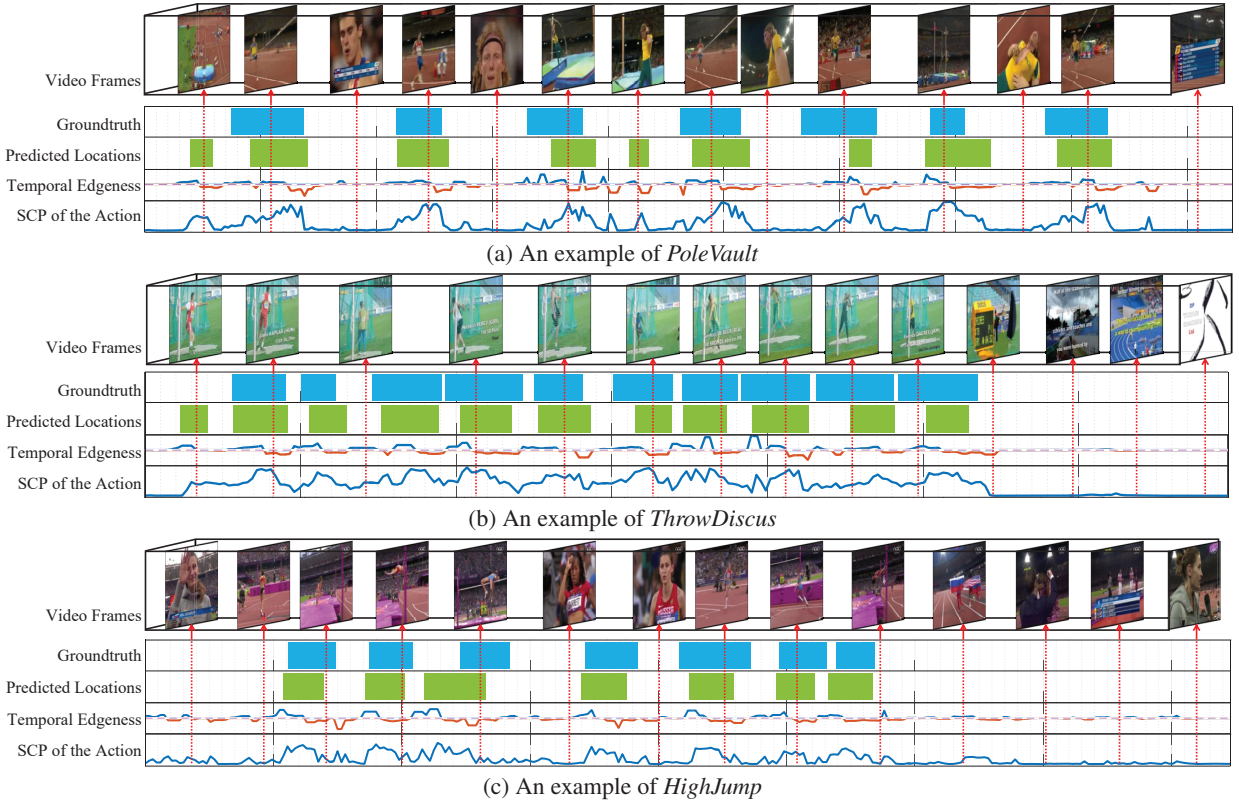 Video Frames
Groundtruth
Predicted Locations
Temporal Edgeness
SCP of the Action
(a) An example of PoleVault
Video Frames
Groundtruth
Predicted Locations
Temporal Edgeness
SCP of the Action
(b) An example of ThrowDiscus
Video Frames
Groundtruth
Predicted Locations
Temporal Edgeness
SCP of the Action
(c) An example of HighJump